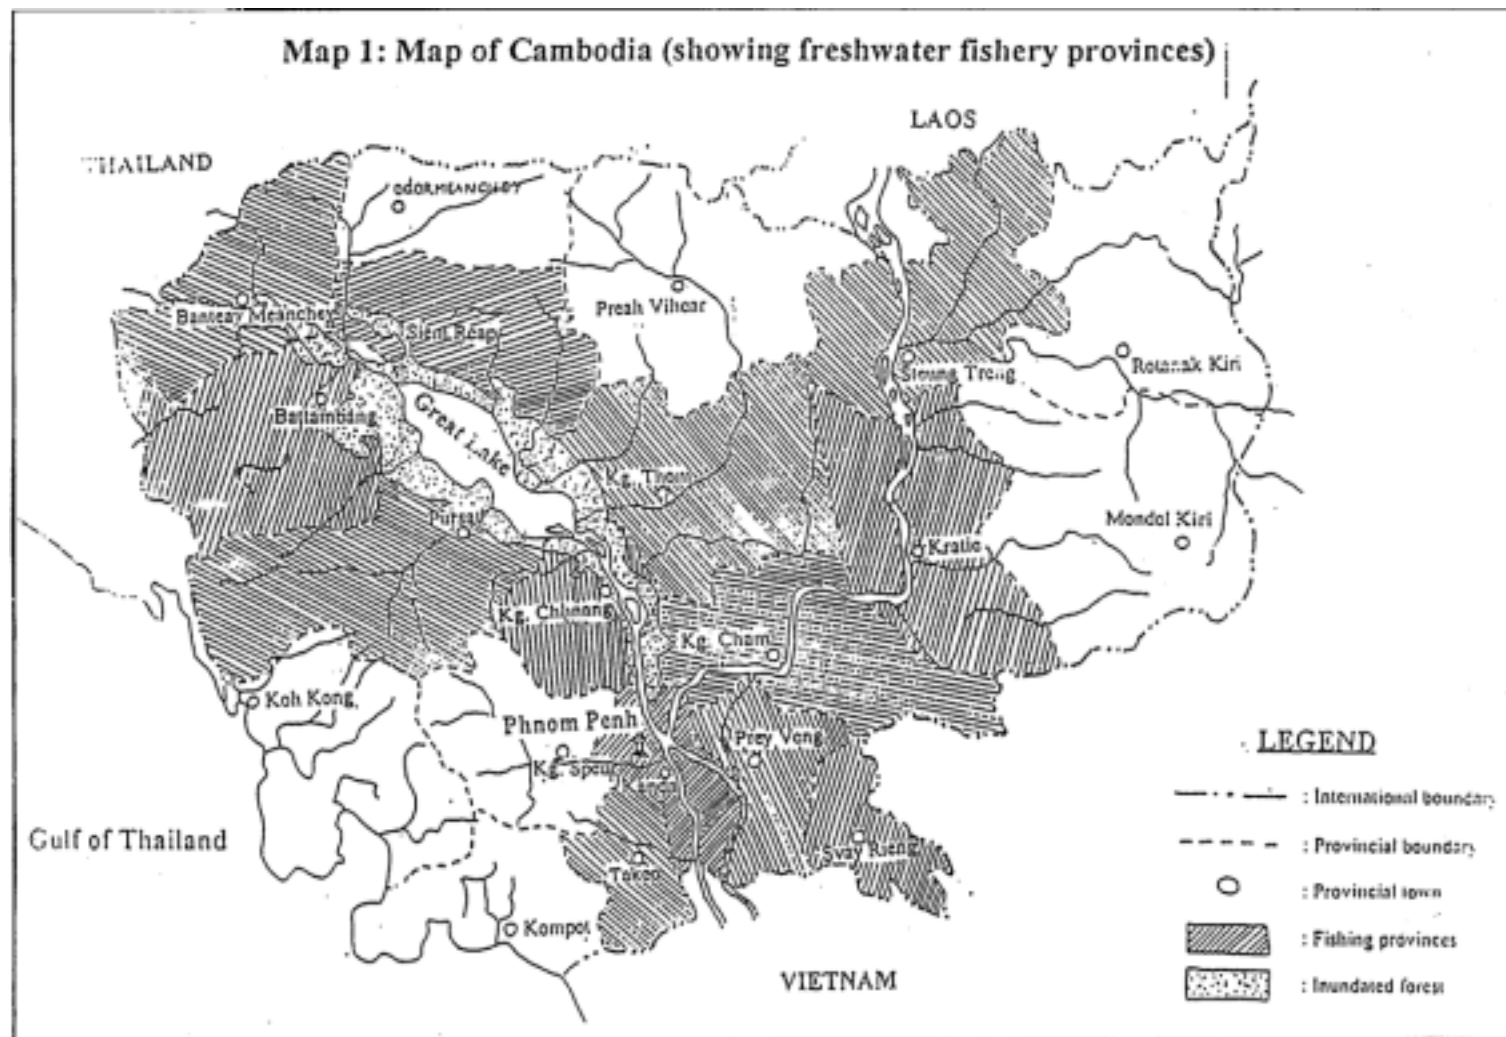 Map 1: Map of Cambodia (showing freshwater fishery provinces)
LAOS
THAILAND
ODORMEANCHEY
Preah Vihear
Banteay Meanchey
Siem Reap
Stoung Treng
Rotanak Kiri
Battambang
Great Lake
Kg. Thom
Pursat
Mondol Kiri
Kratie
Kg. Chhnang
Kg. Cham
Koh Kong
Phnom Penh
Prey Veng
Kg. Speu
Svay Rieng
Gulf of Thailand
Takeo
Kompot
VIETNAM
LEGEND
: International boundary
: Provincial boundary
: Provincial town
: Fishing provinces
: Inundated forest